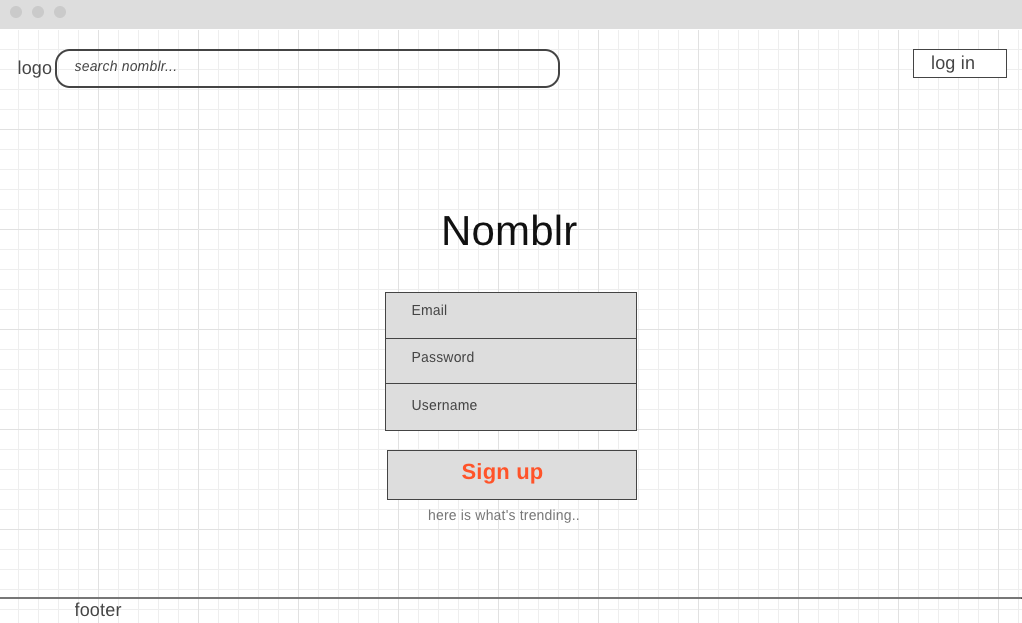 logo
search nomblr...
log in
Nomblr
Email
Password
Username
Sign up
here is what's trending..
footer